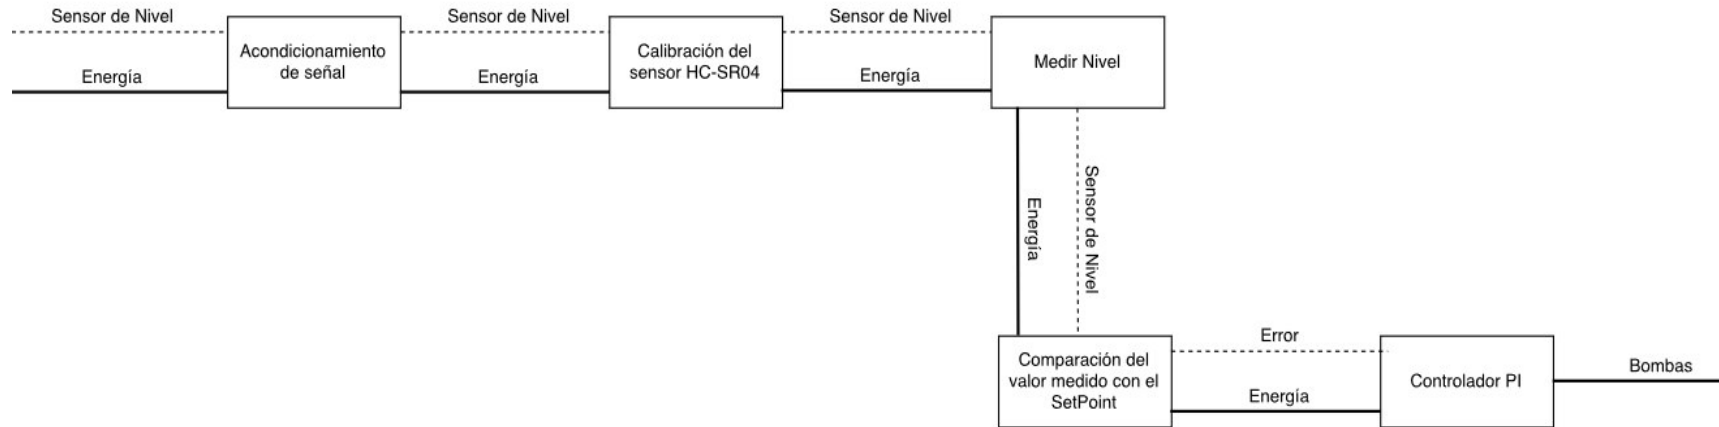 Sensor de Nivel
Sensor de Nivel
Sensor de Nivel
Acondicionamiento
de señal
Calibración del
sensor HC-SR04
Medir Nivel
Energía
Energía
Energía
Energía
Sensor de Nivel
Comparación del
valor medido con el
SetPoint
Error
Energía
Controlador PI
Bombas